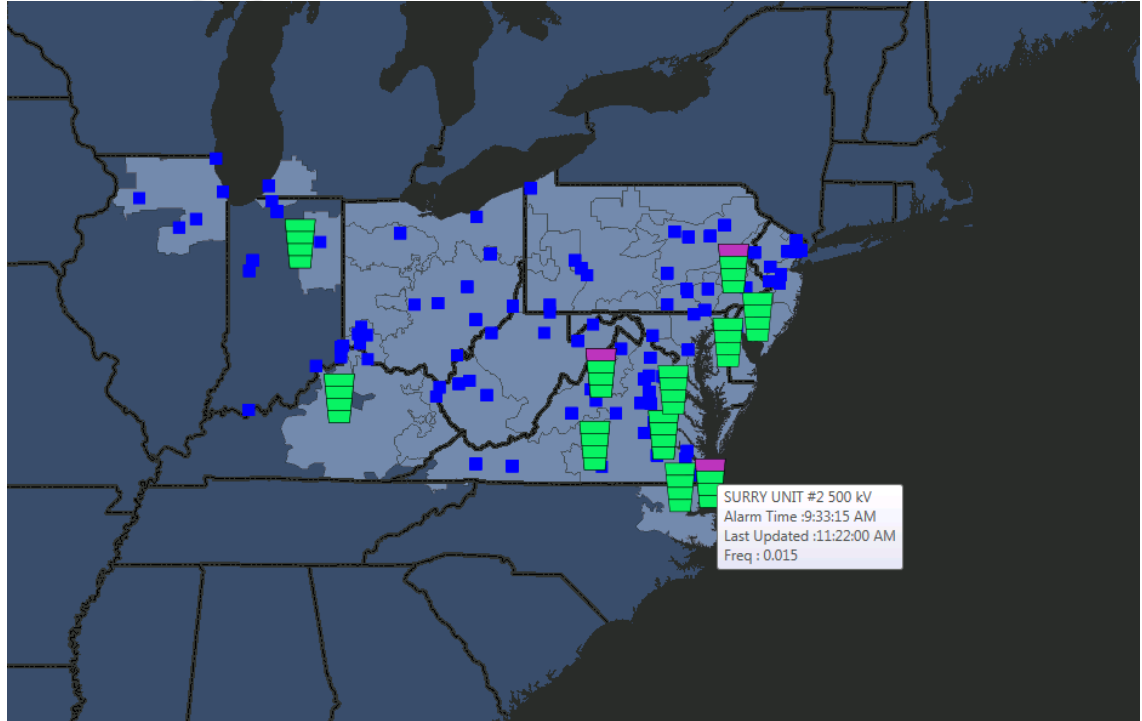 SURRY UNIT #2 500 kV
Alarm Time :9:33:15 AM
Last Updated :11:22:00 AM
Freq : 0.015